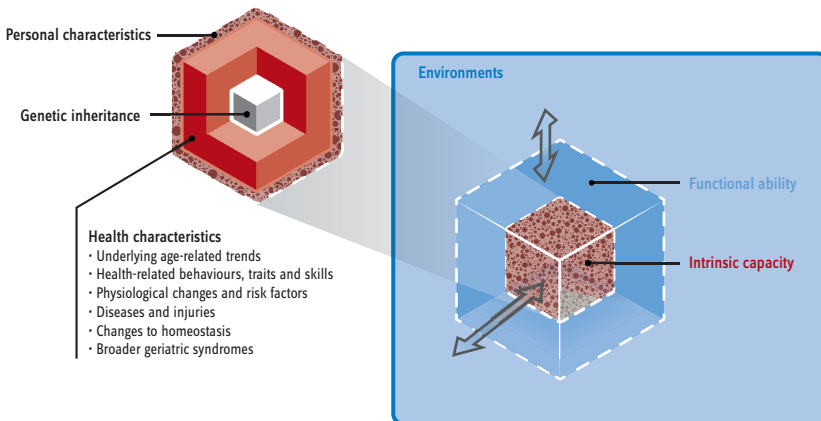 Personal characteristics
Genetic inheritance
Health characteristics
· Underlying age-related trends
· Health-related behaviours, traits and skills
· Physiological changes and risk factors
· Diseases and injuries
· Changes to homeostasis
· Broader geriatric syndromes
Environments
Functional ability
Intrinsic capacity